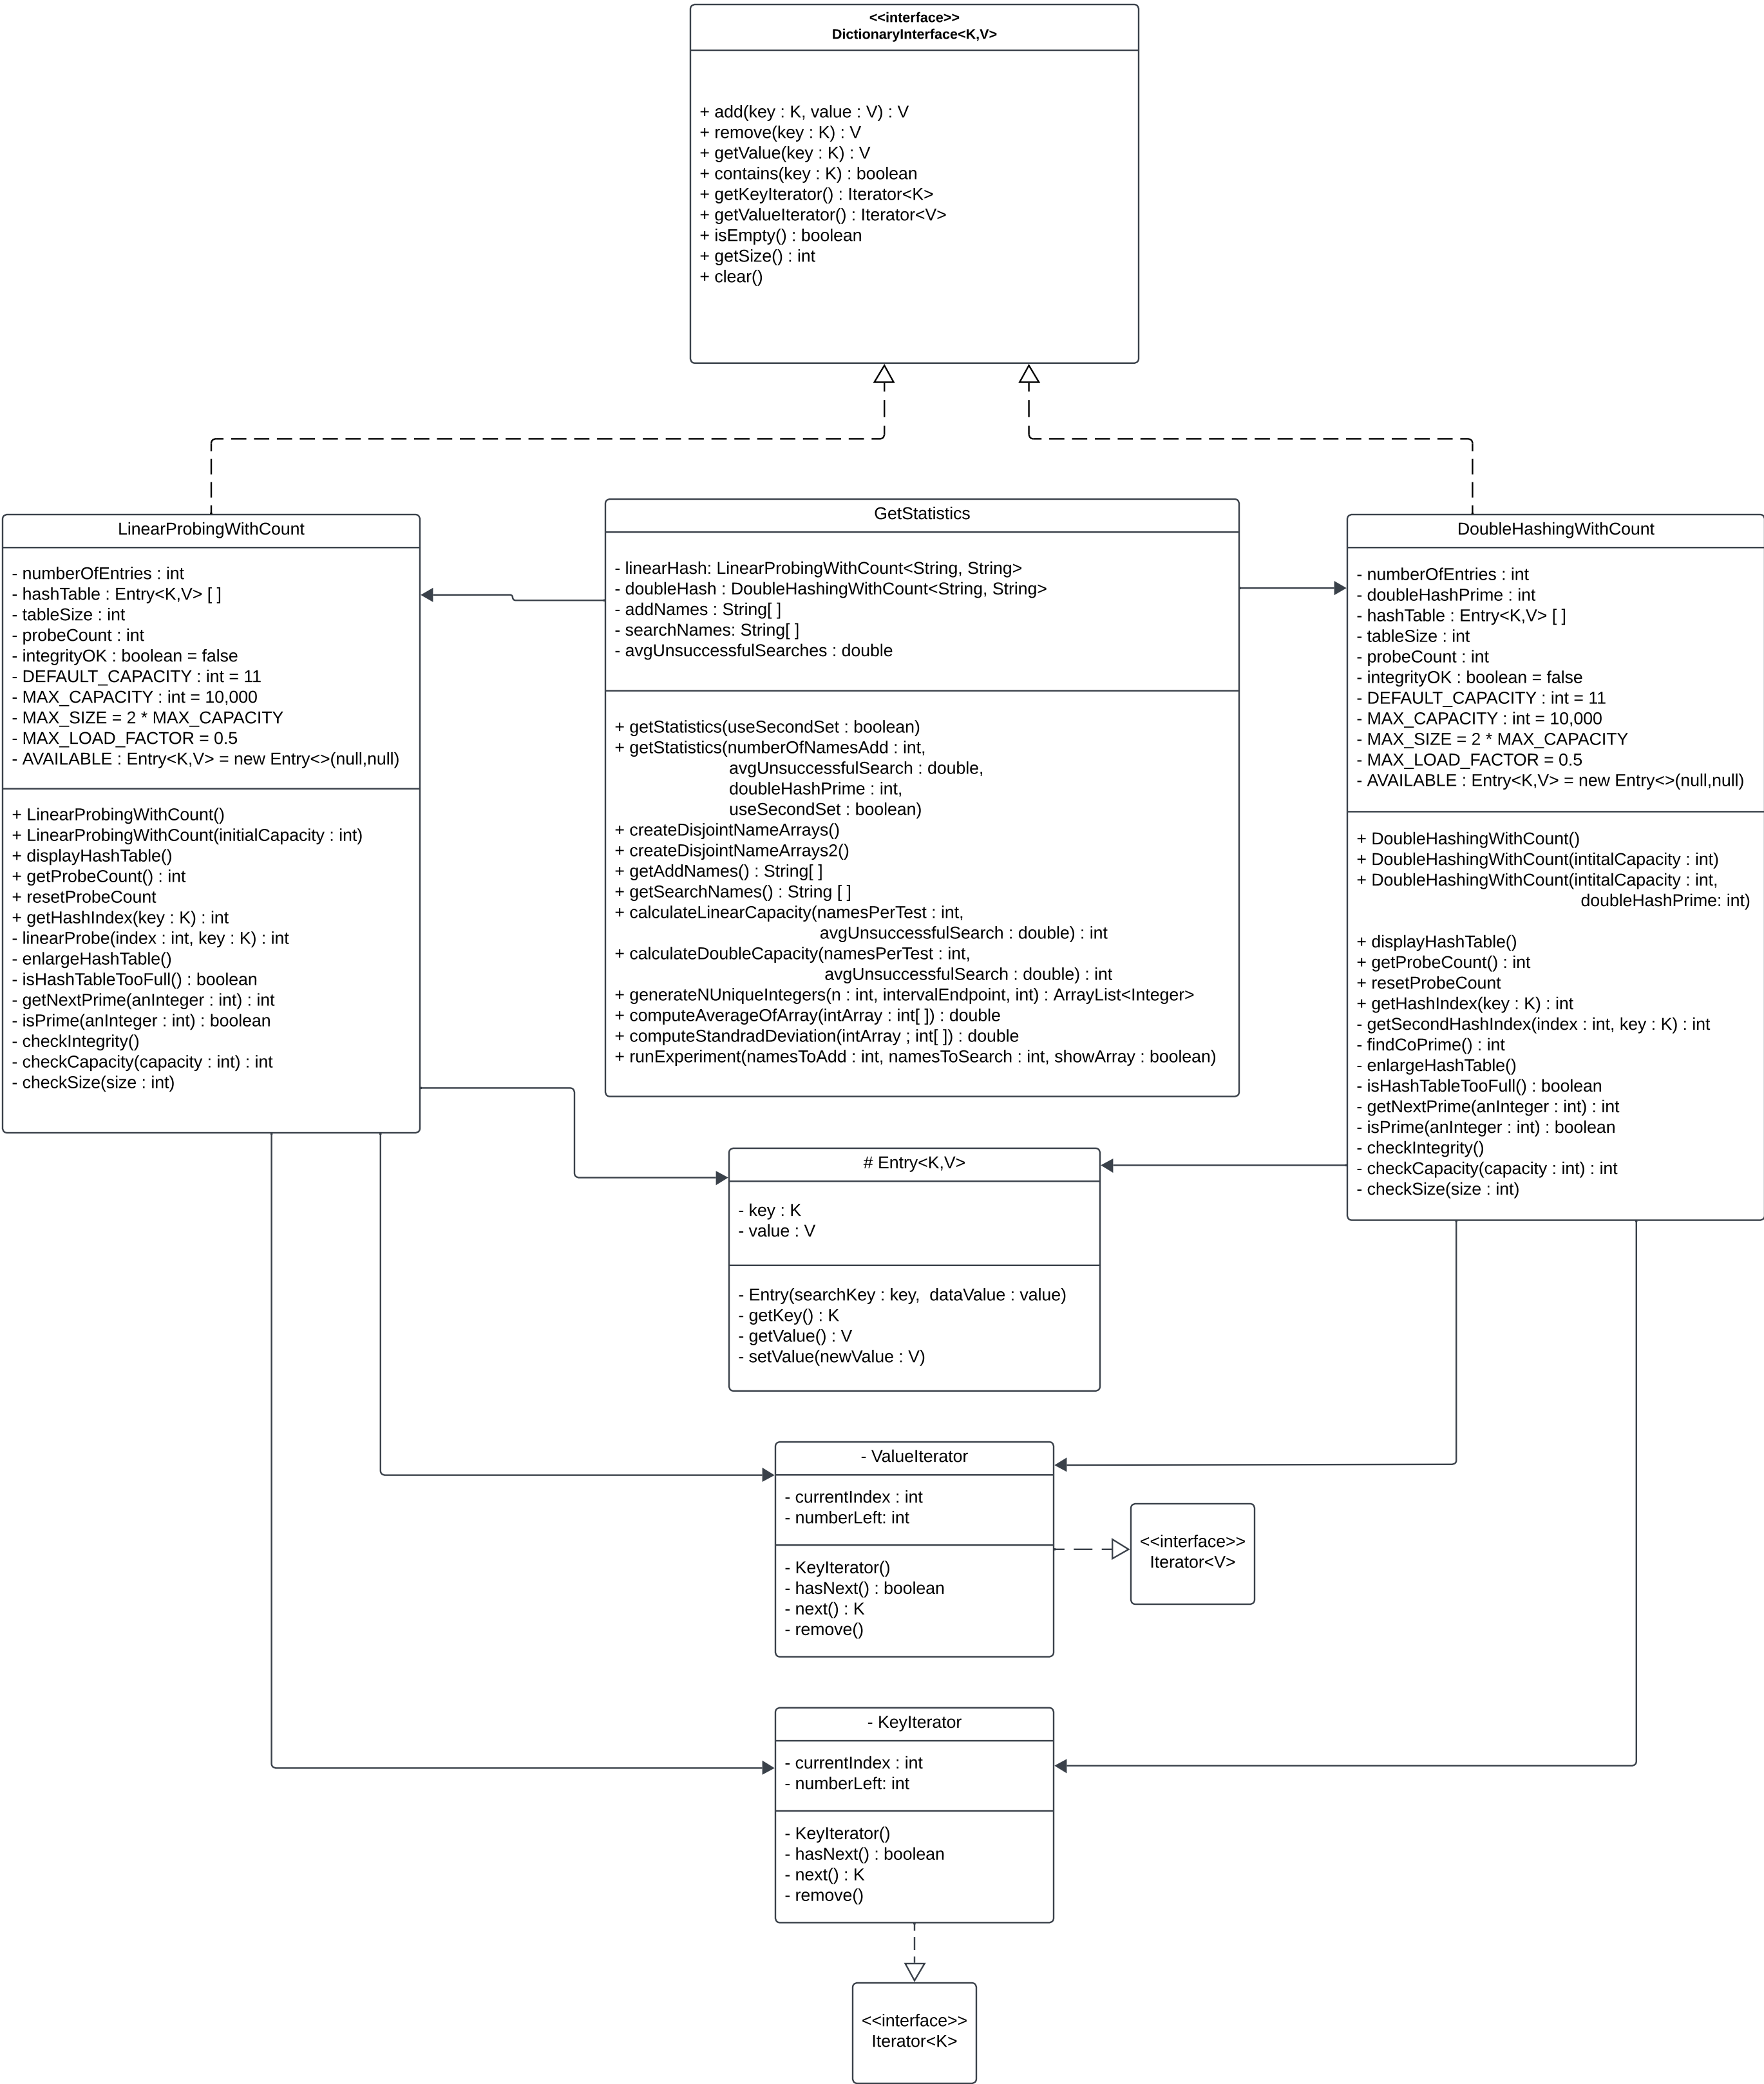 <<interface>>
DictionaryInterface<K,V>
+ add(key : K, value : V) : V
+ remove(key : K) : V
+ getValue(key : K) : V
+ contains(key : K) : boolean
+ getKeyIterator() : Iterator<K>
+ getValueIterator() : Iterator<V>
+ isEmpty() : boolean
+ getSize() : int
+ clear()
LinearProbingWithCount
- numberOfEntries : int
- hashTable : Entry<K,V> [ ]
- tableSize : int
- probeCount : int
- integrityOK : boolean = false
- DEFAULT_CAPACITY : int = 11
- MAX_CAPACITY : int = 10,000
- MAX_SIZE = 2 * MAX_CAPACITY
- MAX_LOAD_FACTOR = 0.5
- AVAILABLE : Entry<K,V> = new Entry<>(null,null)
+ LinearProbingWithCount()
+ LinearProbingWithCount(initialCapacity : int)
+ displayHashTable()
+ getProbeCount() : int
+ resetProbeCount
+ getHashIndex(key : K) : int
- linearProbe(index : int, key : K) : int
- enlargeHashTable()
- isHashTableTooFull() : boolean
- getNextPrime(anInteger : int) : int
- isPrime(anInteger : int) : boolean
- checkIntegrity()
- checkCapacity(capacity : int) : int
- checkSize(size : int)
GetStatistics
- linearHash: LinearProbingWithCount<String, String>
- doubleHash : DoubleHashingWithCount<String, String>
- addNames : String[ ]
- searchNames: String[ ]
- avgUnsuccessfulSearches : double
+ getStatistics(useSecondSet : boolean)
+ getStatistics(numberOfNamesAdd : int,
avgUnsuccessfulSearch : double,
doubleHashPrime : int,
useSecondSet : boolean)
+ createDisjointNameArrays()
+ createDisjointNameArrays2()
+ getAddNames() : String[ ]
+ getSearchNames() : String [ ]
+ calculateLinearCapacity(namesPerTest : int,
avgUnsuccessfulSearch : double) : int
+ calculateDoubleCapacity(namesPerTest : int,
avgUnsuccessfulSearch : double) : int
+ generateNUniqueIntegers(n : int, intervalEndpoint, int) : ArrayList<Integer>
+ computeAverageOfArray(intArray : int[ ]) : double
+ computeStandradDeviation(intArray ; int[ ]) : double
+ runExperiment(namesToAdd : int, namesToSearch : int, showArray : boolean)
DoubleHashingWithCount
- numberOfEntries : int
- doubleHashPrime : int
- hashTable : Entry<K,V> [ ]
- tableSize : int
- probeCount : int
- integrityOK : boolean = false
- DEFAULT_CAPACITY : int = 11
- MAX_CAPACITY : int = 10,000
- MAX_SIZE = 2 * MAX_CAPACITY
- MAX_LOAD_FACTOR = 0.5
- AVAILABLE : Entry<K,V> = new Entry<>(null,null)
+ DoubleHashingWithCount()
+ DoubleHashingWithCount(intitalCapacity : int)
+ DoubleHashingWithCount(intitalCapacity : int,
doubleHashPrime: int)
+ displayHashTable()
+ getProbeCount() : int
+ resetProbeCount
+ getHashIndex(key : K) : int
- getSecondHashIndex(index : int, key : K) : int
- findCoPrime() : int
- enlargeHashTable()
- isHashTableTooFull() : boolean
- getNextPrime(anInteger : int) : int
- isPrime(anInteger : int) : boolean
- checkIntegrity()
- checkCapacity(capacity : int) : int
- checkSize(size : int)
# Entry<K,V>
- key : K
- value : V
- Entry(searchKey : key,  dataValue : value)
- getKey() : K
- getValue() : V
- setValue(newValue : V)
- ValueIterator
- currentIndex : int
- numberLeft: int
- KeyIterator()
- hasNext() : boolean
- next() : K
- remove()
<<interface>>
Iterator<V>
- KeyIterator
- currentIndex : int
- numberLeft: int
- KeyIterator()
- hasNext() : boolean
- next() : K
- remove()
<<interface>>
Iterator<K>